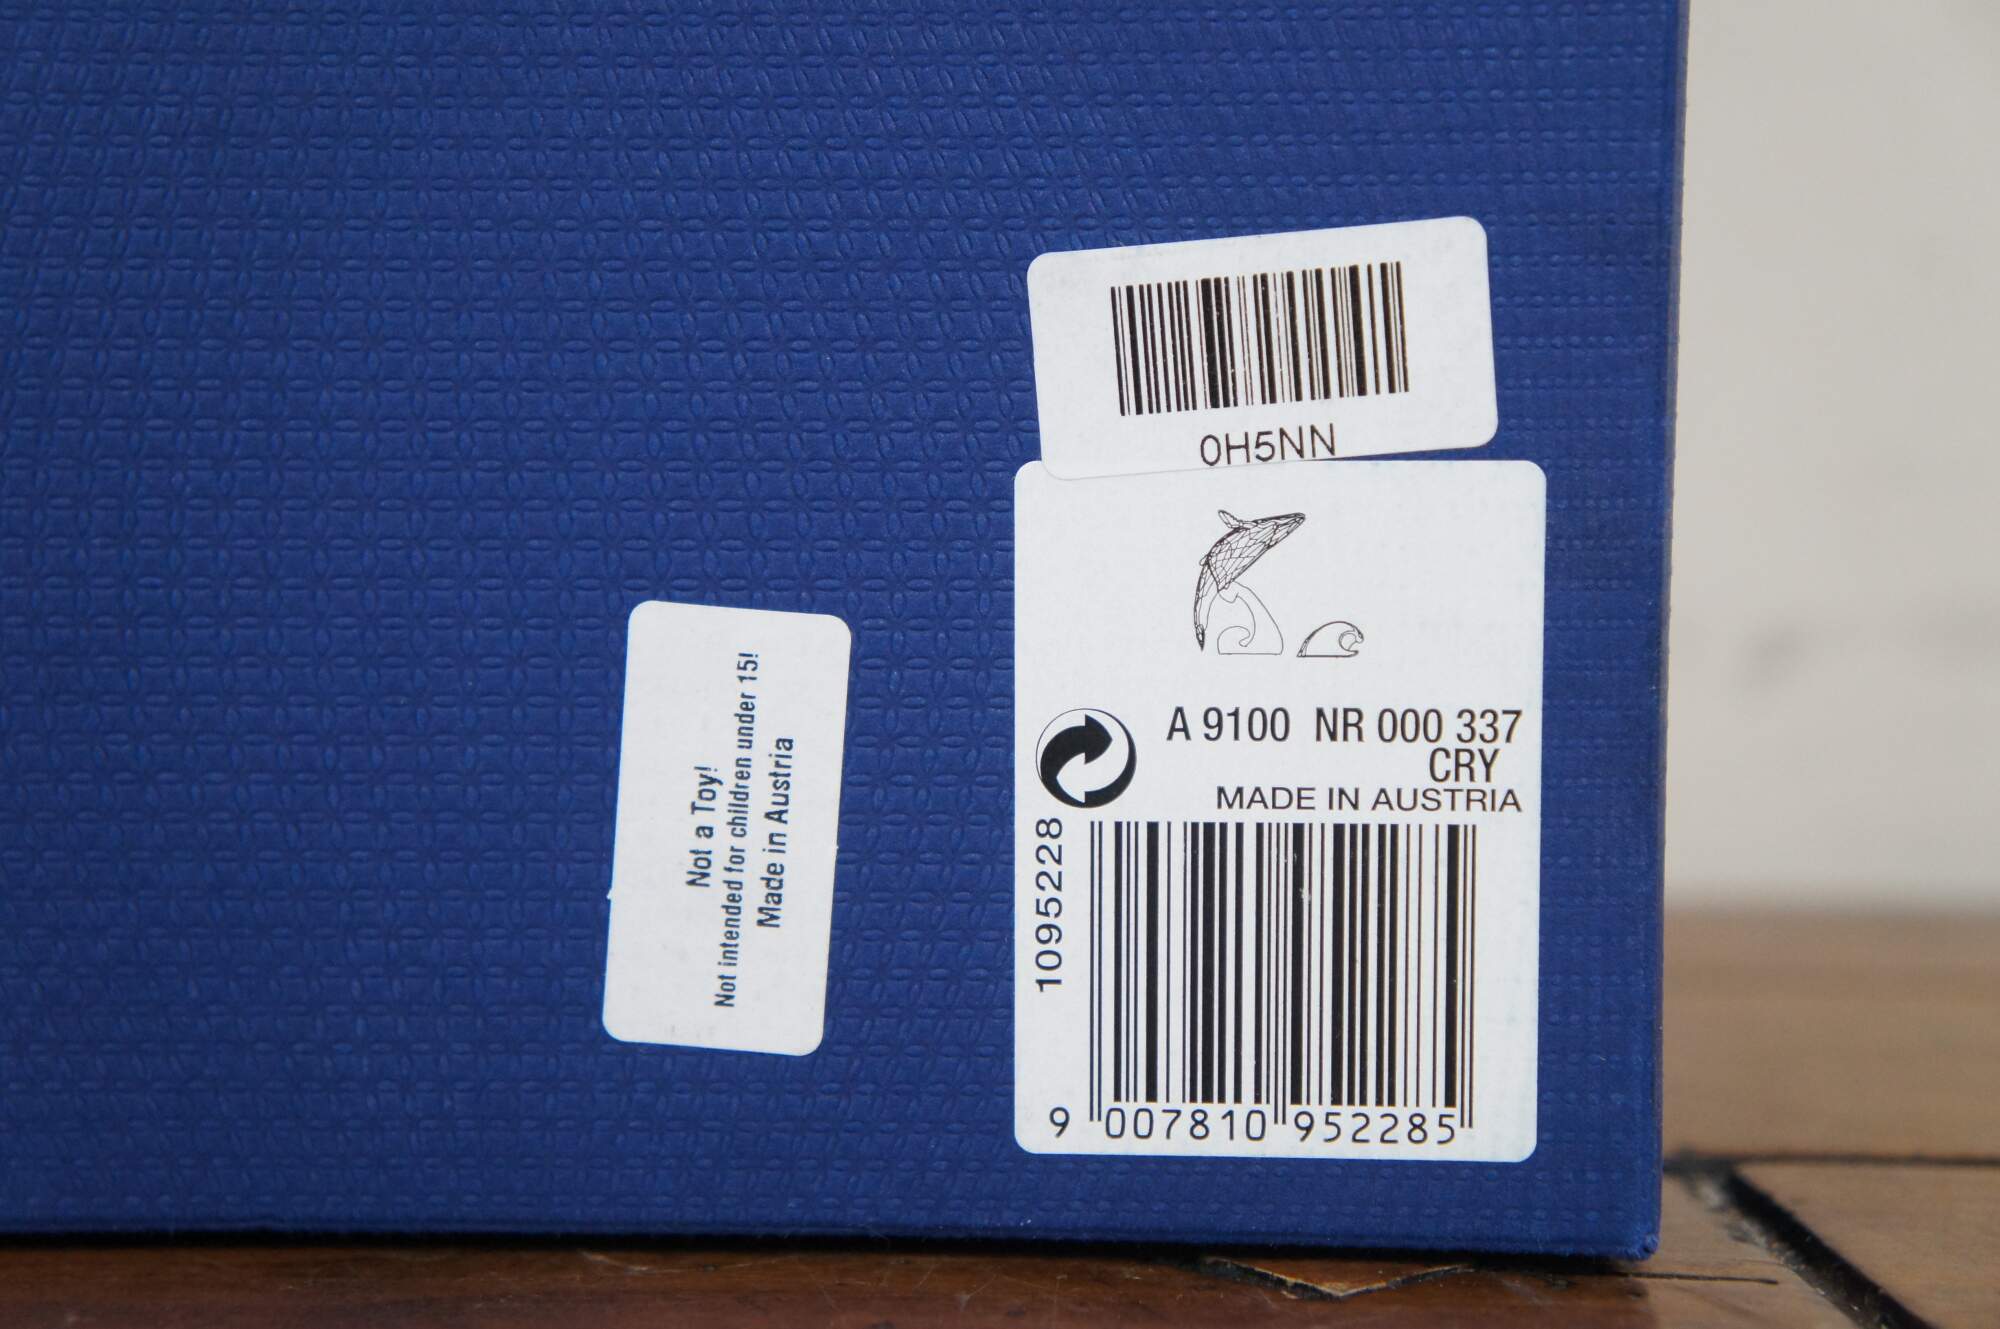 0H5NN
A 9100 NR 000 337
CRY
MADE IN AUSTRIA
1095228
9 007810 952285
Not a Toy!
Not intended for children under 15!
Made in Austria